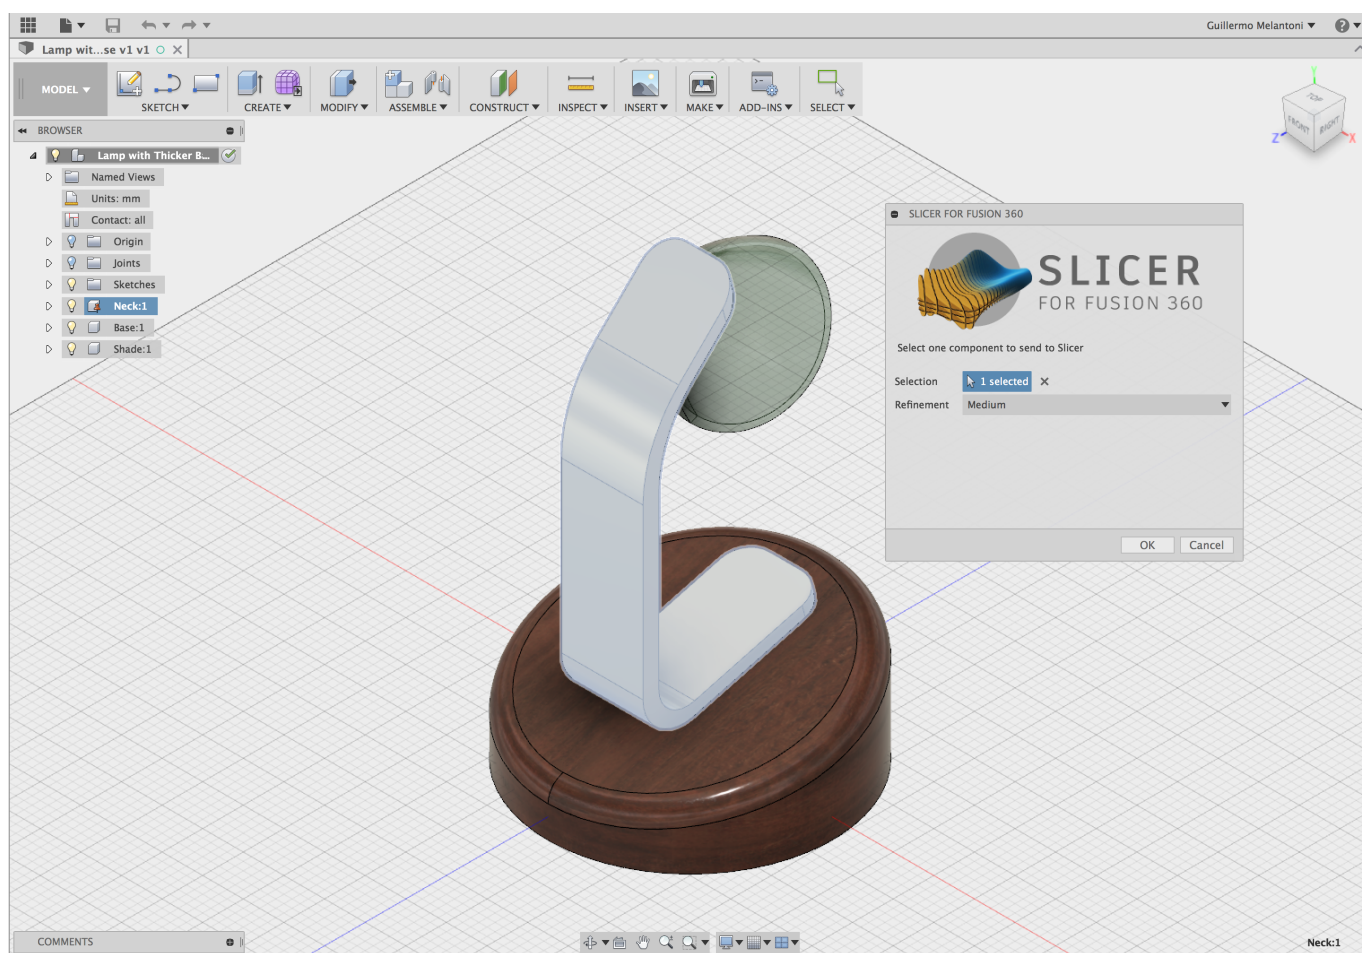 Guillermo Melantoni
?
Lamp wit...se v1 v1
MODEL
SKETCH
CREATE
MODIFY
ASSEMBLE
CONSTRUCT
INSPECT
INSERT
MAKE
ADD-INS
SELECT
BROWSER
Lamp with Thicker B...
Named Views
Units: mm
Contact: all
Origin
Joints
Sketches
Neck:1
Base:1
Shade:1
Y
TOP
FRONT
RIGHT
Z
X
SLICER FOR FUSION 360
SLICER
FOR FUSION 360
Select one component to send to Slicer
Selection 1 selected
Refinement Medium
OK Cancel
COMMENTS
Neck:1